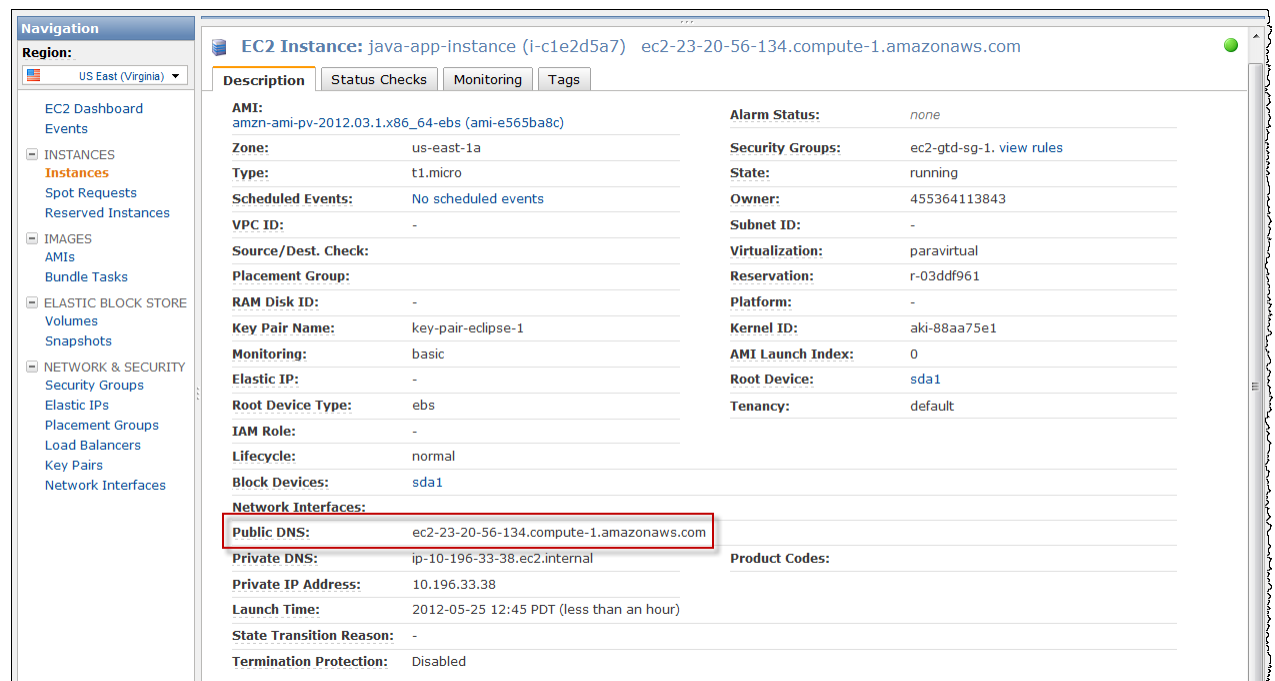 Navigation
Region:
US East (Virginia)
EC2 Dashboard
Events
INSTANCES
Instances
Spot Requests
Reserved Instances
IMAGES
AMIs
Bundle Tasks
ELASTIC BLOCK STORE
Volumes
Snapshots
NETWORK & SECURITY
Security Groups
Elastic IPs
Placement Groups
Load Balancers
Key Pairs
Network Interfaces
EC2 Instance: java-app-instance (i-c1e2d5a7) ec2-23-20-56-134.compute-1.amazonaws.com
Description Status Checks Monitoring Tags
AMI:
amzn-ami-pv-2012.03.1.x86_64-ebs (ami-e565ba8c)
Alarm Status: none
Zone: us-east-1a
Security Groups: ec2-gtd-sg-1. view rules
Type: t1.micro
State: running
Scheduled Events: No scheduled events
Owner: 455364113843
VPC ID: -
Subnet ID: -
Source/Dest. Check:
Virtualization: paravirtual
Placement Group:
Reservation: r-03ddf961
RAM Disk ID: -
Platform: -
Key Pair Name: key-pair-eclipse-1
Kernel ID: aki-88aa75e1
Monitoring: basic
AMI Launch Index: 0
Elastic IP: -
Root Device: sda1
Root Device Type: ebs
Tenancy: default
IAM Role: -
Lifecycle: normal
Block Devices: sda1
Network Interfaces:
Public DNS: ec2-23-20-56-134.compute-1.amazonaws.com
Private DNS: ip-10-196-33-38.ec2.internal
Product Codes:
Private IP Address: 10.196.33.38
Launch Time: 2012-05-25 12:45 PDT (less than an hour)
State Transition Reason: -
Termination Protection: Disabled